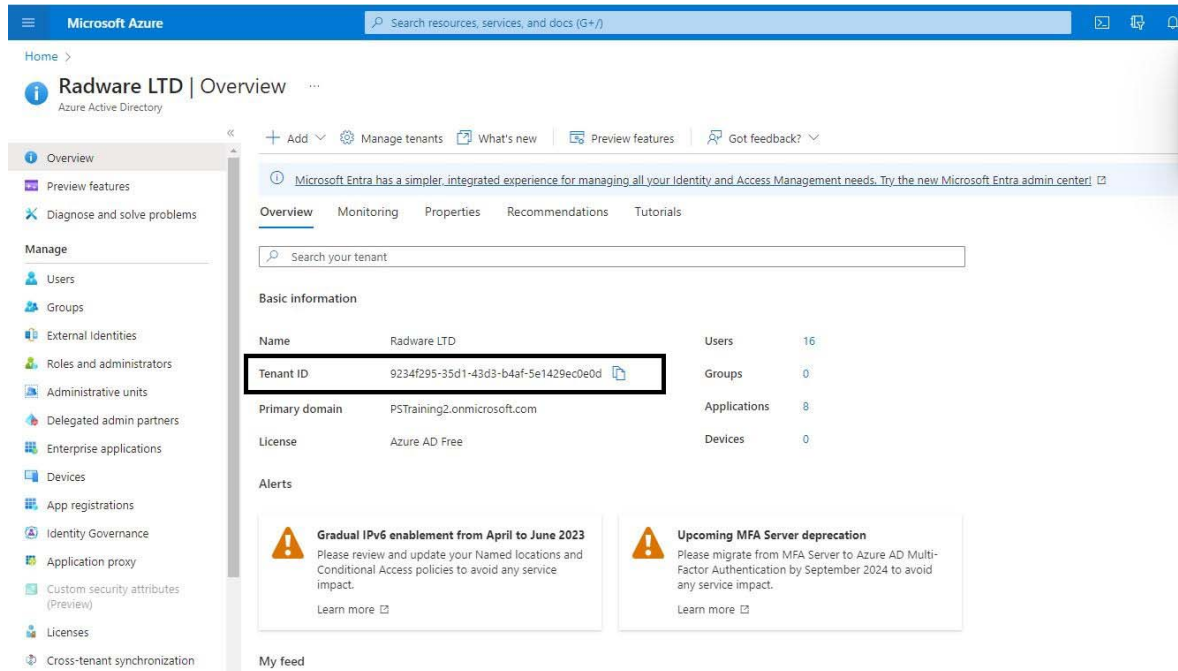 Microsoft Azure
Search resources, services, and docs (G+/)
Home >
Radware LTD | Overview ...
Azure Active Directory
«
Overview
Preview features
Diagnose and solve problems
Manage
Users
Groups
External Identities
Roles and administrators
Administrative units
Delegated admin partners
Enterprise applications
Devices
App registrations
Identity Governance
Application proxy
Custom security attributes
(Preview)
Licenses
Cross-tenant synchronization
+ Add Manage tenants What's new Preview features Got feedback?
Microsoft Entra has a simpler, integrated experience for managing all your Identity and Access Management needs. Try the new Microsoft Entra admin center!
Overview Monitoring Properties Recommendations Tutorials
Search your tenant
Basic information
Name Radware LTD Users 16
Tenant ID 9234f295-35d1-43d3-b4af-5e1429ec0e0d Groups 0
Primary domain PSTraining2.onmicrosoft.com Applications 8
License Azure AD Free Devices 0
Alerts
Gradual IPv6 enablement from April to June 2023
Please review and update your Named locations and
Conditional Access policies to avoid any service
impact.
Learn more
Upcoming MFA Server deprecation
Please migrate from MFA Server to Azure AD Multi-
Factor Authentication by September 2024 to avoid
any service impact.
Learn more
My feed